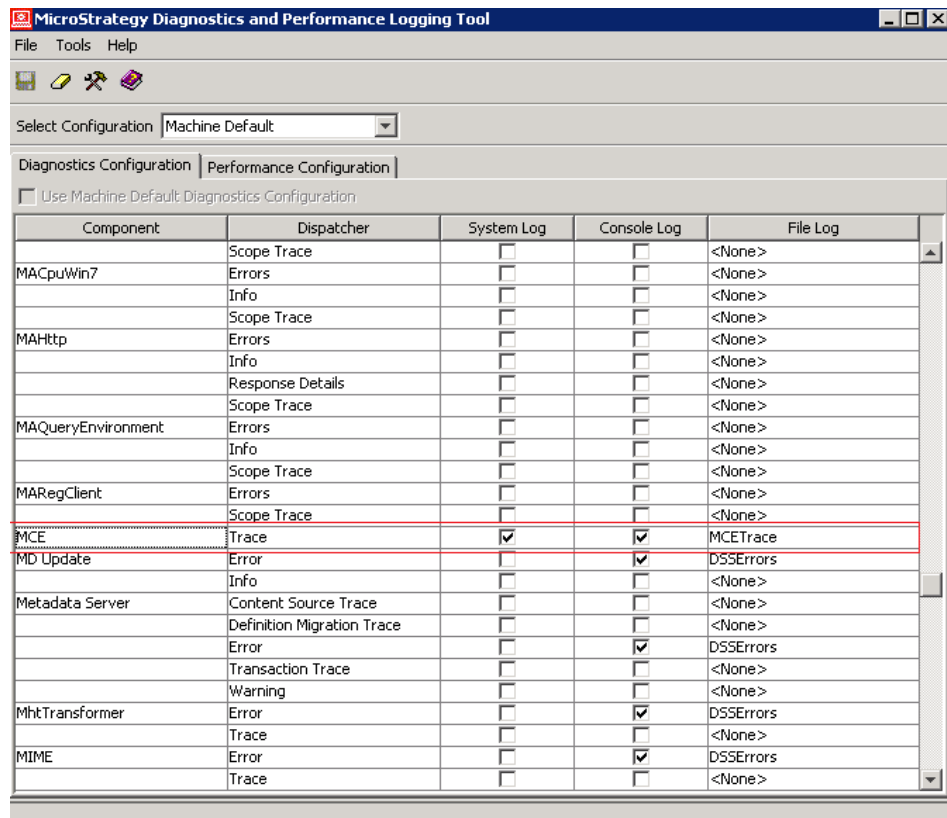 MicroStrategy Diagnostics and Performance Logging Tool
File Tools Help
Select Configuration Machine Default
Diagnostics Configuration Performance Configuration
Use Machine Default Diagnostics Configuration
Component Dispatcher System Log Console Log File Log
Scope Trace <None>
MACpuWin7 Errors <None>
Info <None>
Scope Trace <None>
MAHttp Errors <None>
Info <None>
Response Details <None>
Scope Trace <None>
MAQueryEnvironment Errors <None>
Info <None>
Scope Trace <None>
MARegClient Errors <None>
Scope Trace <None>
MCE Trace MCETrace
MD Update Error DSSErrors
Info <None>
Metadata Server Content Source Trace <None>
Definition Migration Trace <None>
Error DSSErrors
Transaction Trace <None>
Warning <None>
MhtTransformer Error DSSErrors
Trace <None>
MIME Error DSSErrors
Trace <None>